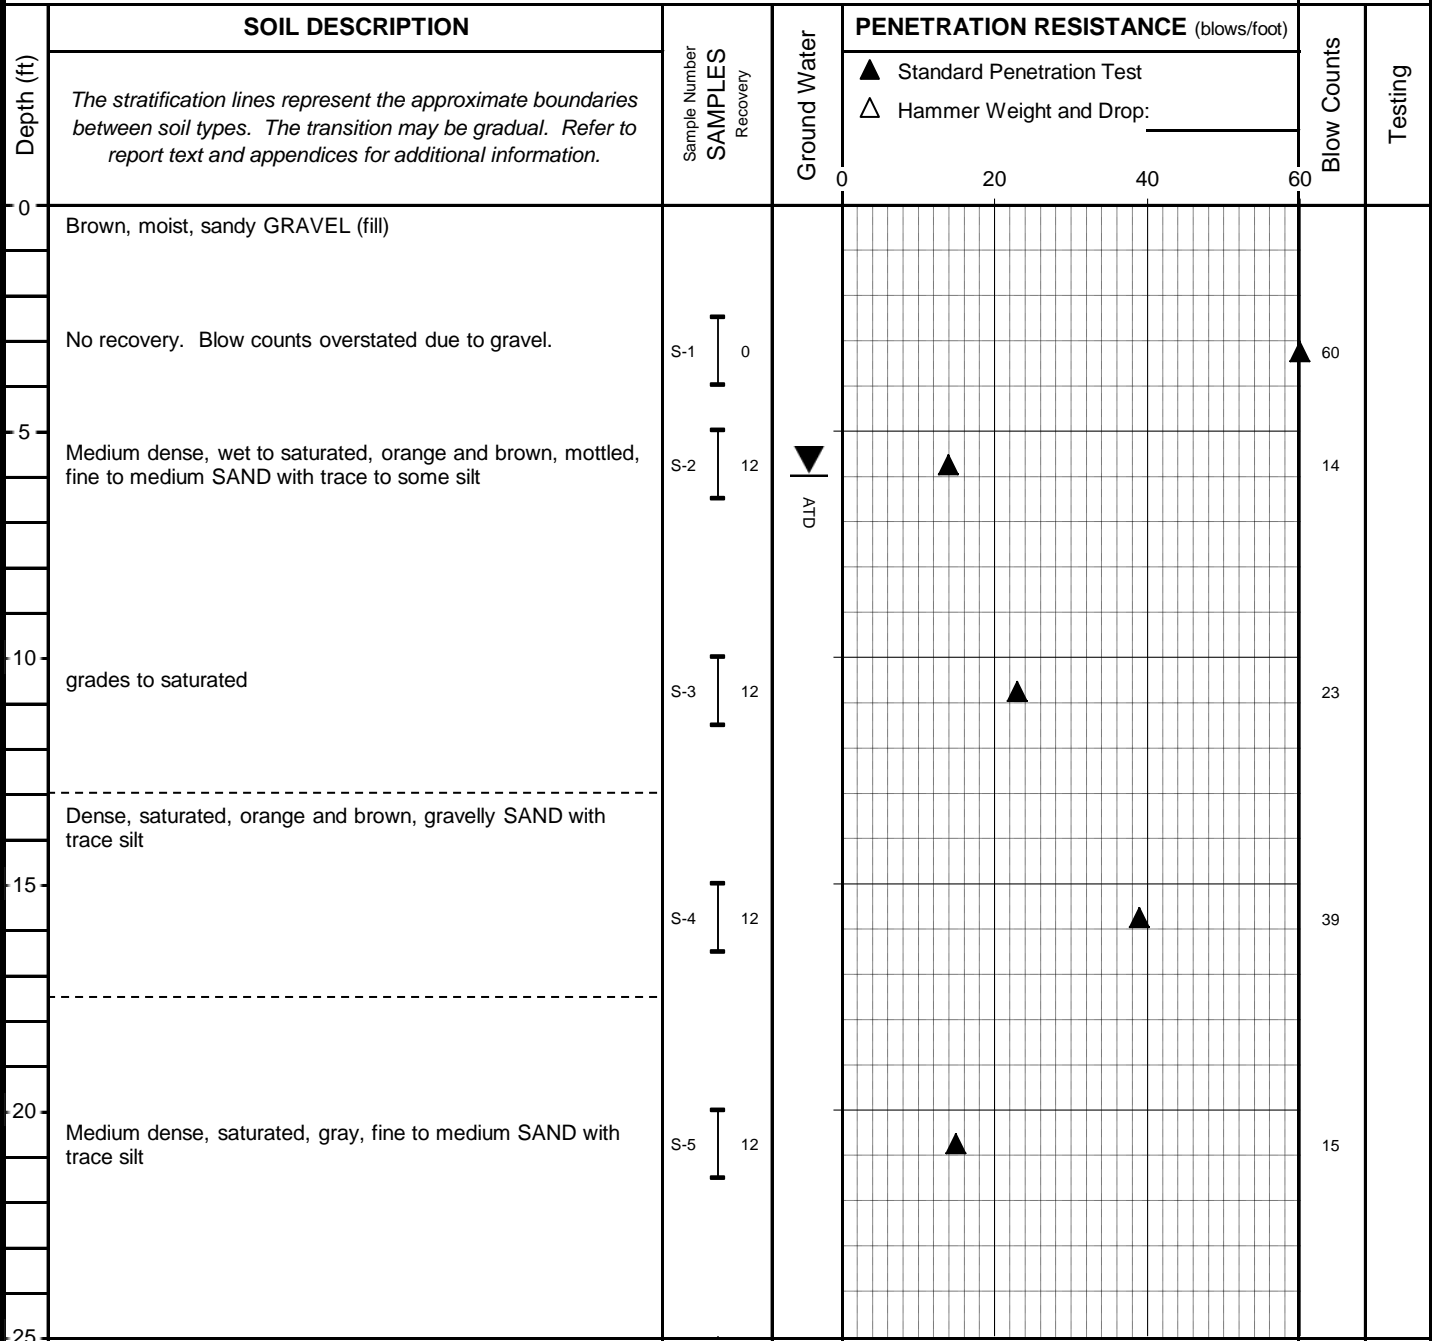 Depth (ft)
SOIL DESCRIPTION
The stratification lines represent the approximate boundaries
between soil types. The transition may be gradual. Refer to
report text and appendices for additional information.
Sample Number
SAMPLES
Recovery
Ground Water
PENETRATION RESISTANCE (blows/foot)
▲ Standard Penetration Test
△ Hammer Weight and Drop:
0 20 40 60
Blow Counts
Testing
0
Brown, moist, sandy GRAVEL (fill)
No recovery. Blow counts overstated due to gravel.
S-1 0 60
5
Medium dense, wet to saturated, orange and brown, mottled,
fine to medium SAND with trace to some silt
S-2 12 14
ATD
10
grades to saturated
S-3 12 23
Dense, saturated, orange and brown, gravelly SAND with
trace silt
15
S-4 12 39
20
Medium dense, saturated, gray, fine to medium SAND with
trace silt
S-5 12 15
25